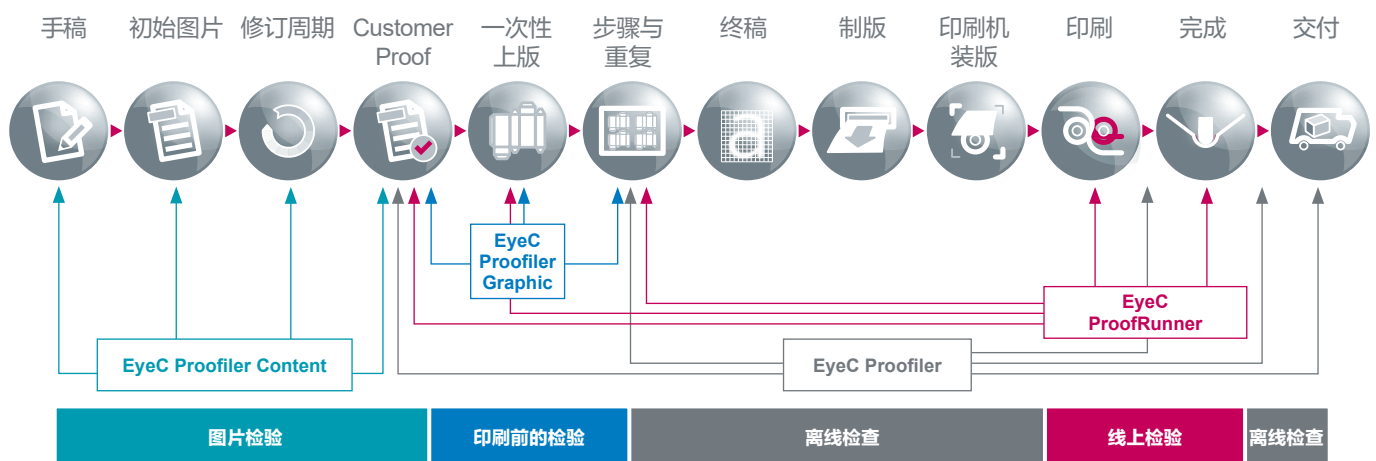 手稿
初始图片
修订周期
Customer
Proof
一次性
上版
步骤与
重复
终稿
制版
印刷机
装版
印刷
完成
交付
a
EyeC
Proofiler
Graphic
EyeC
ProofRunner
EyeC Proofiler Content
EyeC Proofiler
图片检验
印刷前的检验
离线检查
线上检验
离线检查